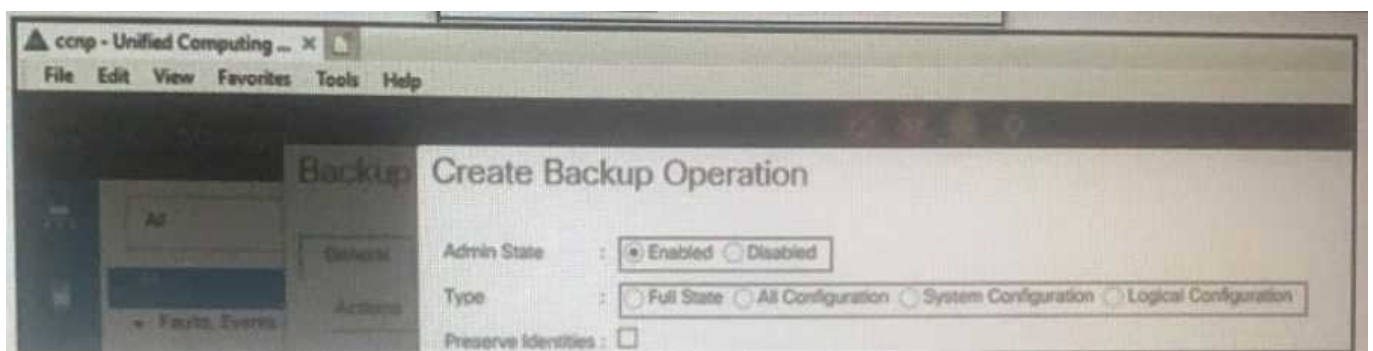 ccnp - Unified Computing ... ×
File Edit View Favorites Tools Help
Backup Create Backup Operation
All
General Admin State : Enabled Disabled
Actions Type : Full State All Configuration System Configuration Logical Configuration
Faults, Events Preserve Identities :